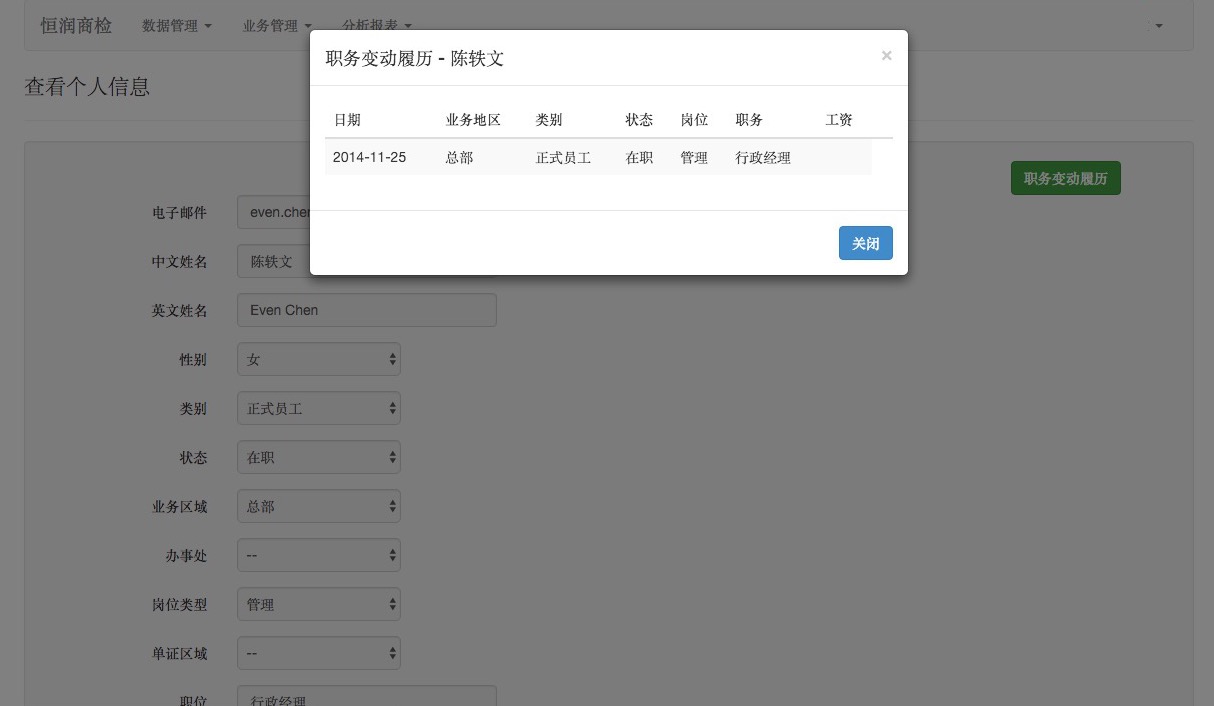 恒润商检 数据管理 业务管理 分析报表
职务变动履历 - 陈轶文 ×
查看个人信息
日期 业务地区 类别 状态 岗位 职务 工资
2014-11-25 总部 正式员工 在职 管理 行政经理
职务变动履历
电子邮件 even.chen
关闭
中文姓名 陈轶文
英文姓名 Even Chen
性别 女
类别 正式员工
状态 在职
业务区域 总部
办事处 --
岗位类型 管理
单证区域 --
职位 行政经理